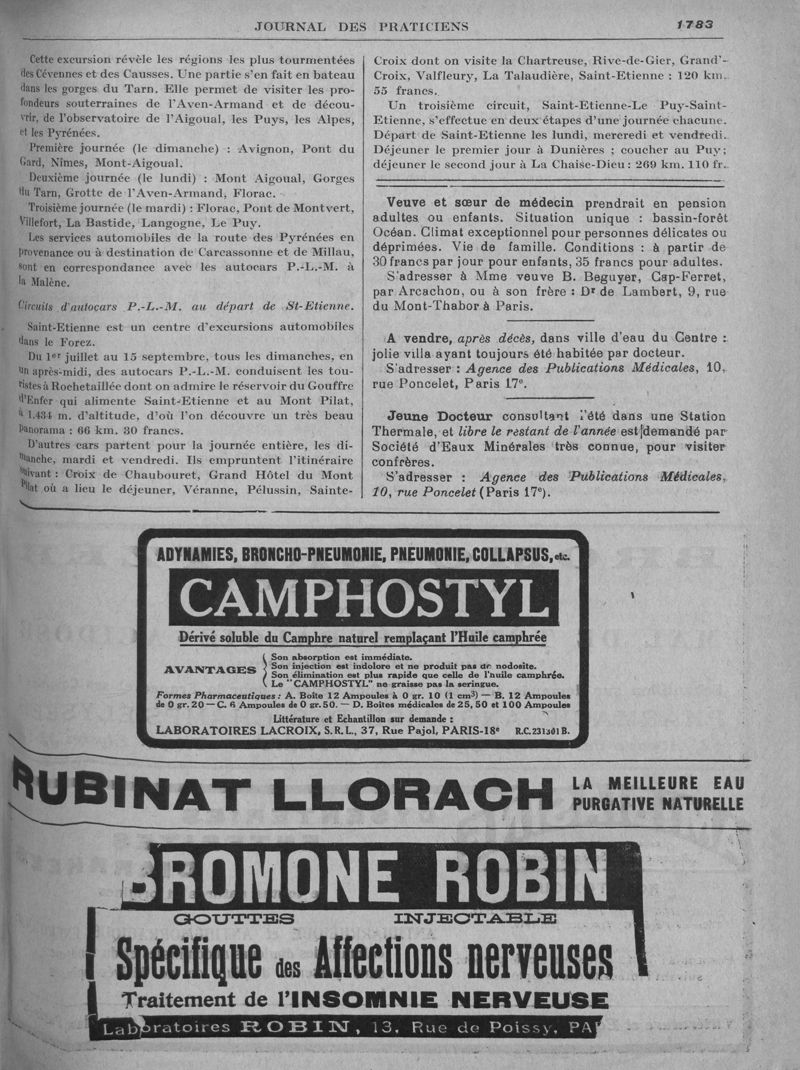 JOURNAL DES PRATICIENS
1783
Cette excursion révèle les régions les plus tourmentées
des Cévennes et des Causses. Une partie s'en fait en bateau
dans les gorges du Tarn. Elle permet de visiter les pro-
fondeurs souterraines de l'Aven-Armand et de décou-
vrir, de l'observatoire de l'Aigoual, les Puys, les Alpes,
et les Pyrénées.
Première journée (le dimanche) : Avignon, Pont du
Gard, Nîmes, Mont-Aigoual.
Deuxième journée (le lundi) : Mont Aigoual, Gorges
du Tarn, Grotte de l'Aven-Armand, Florac.
Troisième journée (le mardi) : Florac, Pont de Montvert,
Villefort, La Bastide, Langogne, Le Puy.
Les services automobiles de la route des Pyrénées en
provenance ou à destination de Carcassonne et de Millau,
sont en correspondance avec les autocars P.-L.-M. à
la Malène.
Circuits d'autocars P.-L.-M. au départ de St-Etienne.
Saint-Etienne est un centre d'excursions automobiles
dans le Forez.
Du 1er juillet au 15 septembre, tous les dimanches, en
un après-midi, des autocars P.-L.-M. conduisent les tou-
ristes à Rochetaillée dont on admire le réservoir du Gouffre
d'Enfer qui alimente Saint-Etienne et au Mont Pilat,
à 1.434 m. d'altitude, d'où l'on découvre un très beau
panorama : 66 km. 30 francs.
D'autres cars partent pour la journée entière, les di-
manche, mardi et vendredi. Ils empruntent l'itinéraire
suivant : Croix de Chaubouret, Grand Hôtel du Mont
Pilat où a lieu le déjeuner, Véranne, Pélussin, Sainte-
Croix dont on visite la Chartreuse, Rive-de-Gier, Grand'-
Croix, Valfleury, La Talaudière, Saint-Etienne : 120 km.
55 francs.
Un troisième circuit, Saint-Etienne-Le Puy-Saint-
Etienne, s'effectue en deux étapes d'une journée chacune.
Départ de Saint-Etienne les lundi, mercredi et vendredi.
Déjeuner le premier jour à Dunières ; coucher au Puy ;
déjeuner le second jour à La Chaise-Dieu : 269 km. 110 fr.
Veuve et sœur de médecin prendrait en pension
adultes ou enfants. Situation unique : bassin-forêt
Océan. Climat exceptionnel pour personnes délicates ou
déprimées. Vie de famille. Conditions : à partir de
30 francs par jour pour enfants, 35 francs pour adultes.
S'adresser à Mme veuve B. Beguyer, Cap-Ferret,
par Arcachon, ou à son frère : Dr de Lambert, 9, rue
du Mont-Thabor à Paris.
A vendre, après décès, dans ville d'eau du Centre :
jolie villa ayant toujours été habitée par docteur.
S'adresser : Agence des Publications Médicales, 10,
rue Poncelet, Paris 17e.
Jeune Docteur consultant l'été dans une Station
Thermale, et libre le restant de l'année est demandé par
Société d'Eaux Minérales très connue, pour visiter
confrères.
S'adresser : Agence des Publications Médicales,
10, rue Poncelet (Paris 17e).
ADYNAMIES, BRONCHO-PNEUMONIE, PNEUMONIE, COLLAPSUS, etc.
CAMPHOSTYL
Dérivé soluble du Camphre naturel remplaçant l'Huile camphrée
AVANTAGES
Son absorption est immédiate.
Son injection est indolore et ne produit pas de nodosité.
Son élimination est plus rapide que celle de l'huile camphrée.
Le "CAMPHOSTYL" ne graisse pas la seringue.
Formes Pharmaceutiques : A. Boîte 12 Ampoules à 0 gr. 10 (1 cm3) — B. 12 Ampoules
de 0 gr. 20 — C. 6 Ampoules de 0 gr. 50. — D. Boîtes médicales de 25, 50 et 100 Ampoules
Littérature et Echantillon sur demande :
LABORATOIRES LACROIX, S.R.L., 37, Rue Pajol, PARIS-18e R.C. 231301 B.
RUBINAT LLORACH
LA MEILLEURE EAU
PURGATIVE NATURELLE
BROMONE ROBIN
GOUTTES INJECTABLE
Spécifique des Affections nerveuses
Traitement de l'INSOMNIE NERVEUSE
Laboratoires ROBIN, 13, Rue de Poissy, PA